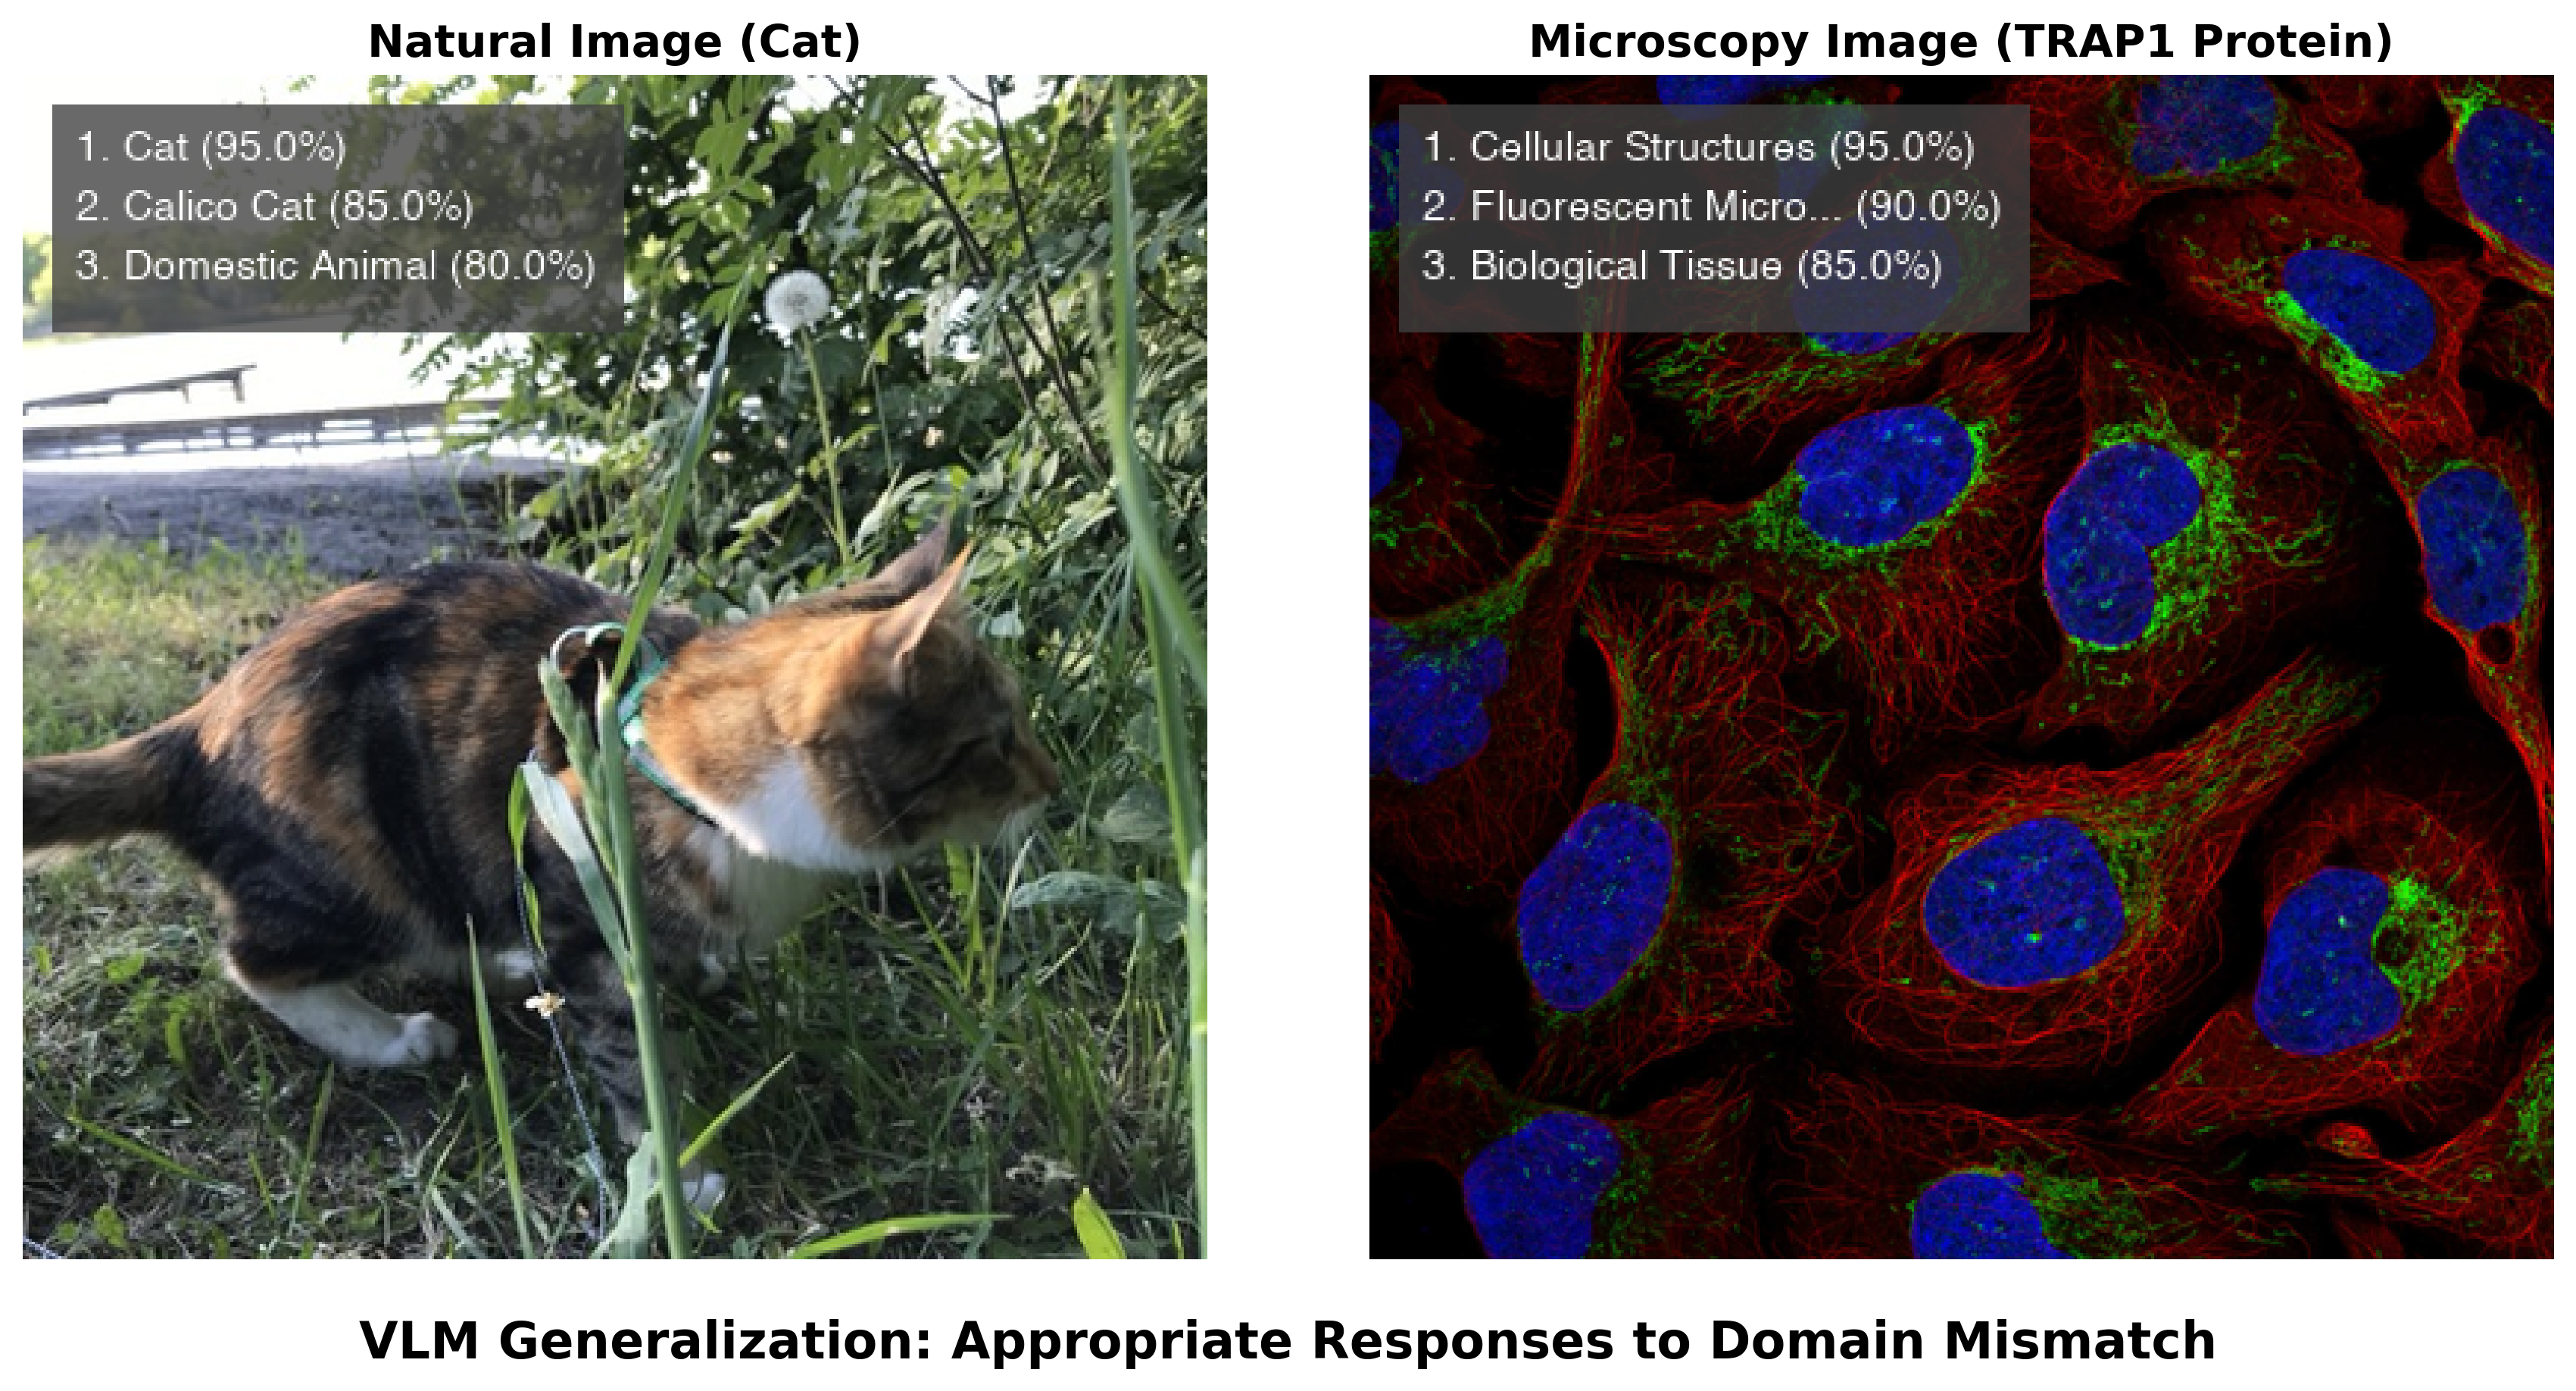 Natural Image (Cat)
1. Cat (95.0%)
2. Calico Cat (85.0%)
3. Domestic Animal (80.0%)
Microscopy Image (TRAP1 Protein)
1. Cellular Structures (95.0%)
2. Fluorescent Micro... (90.0%)
3. Biological Tissue (85.0%)
VLM Generalization: Appropriate Responses to Domain Mismatch